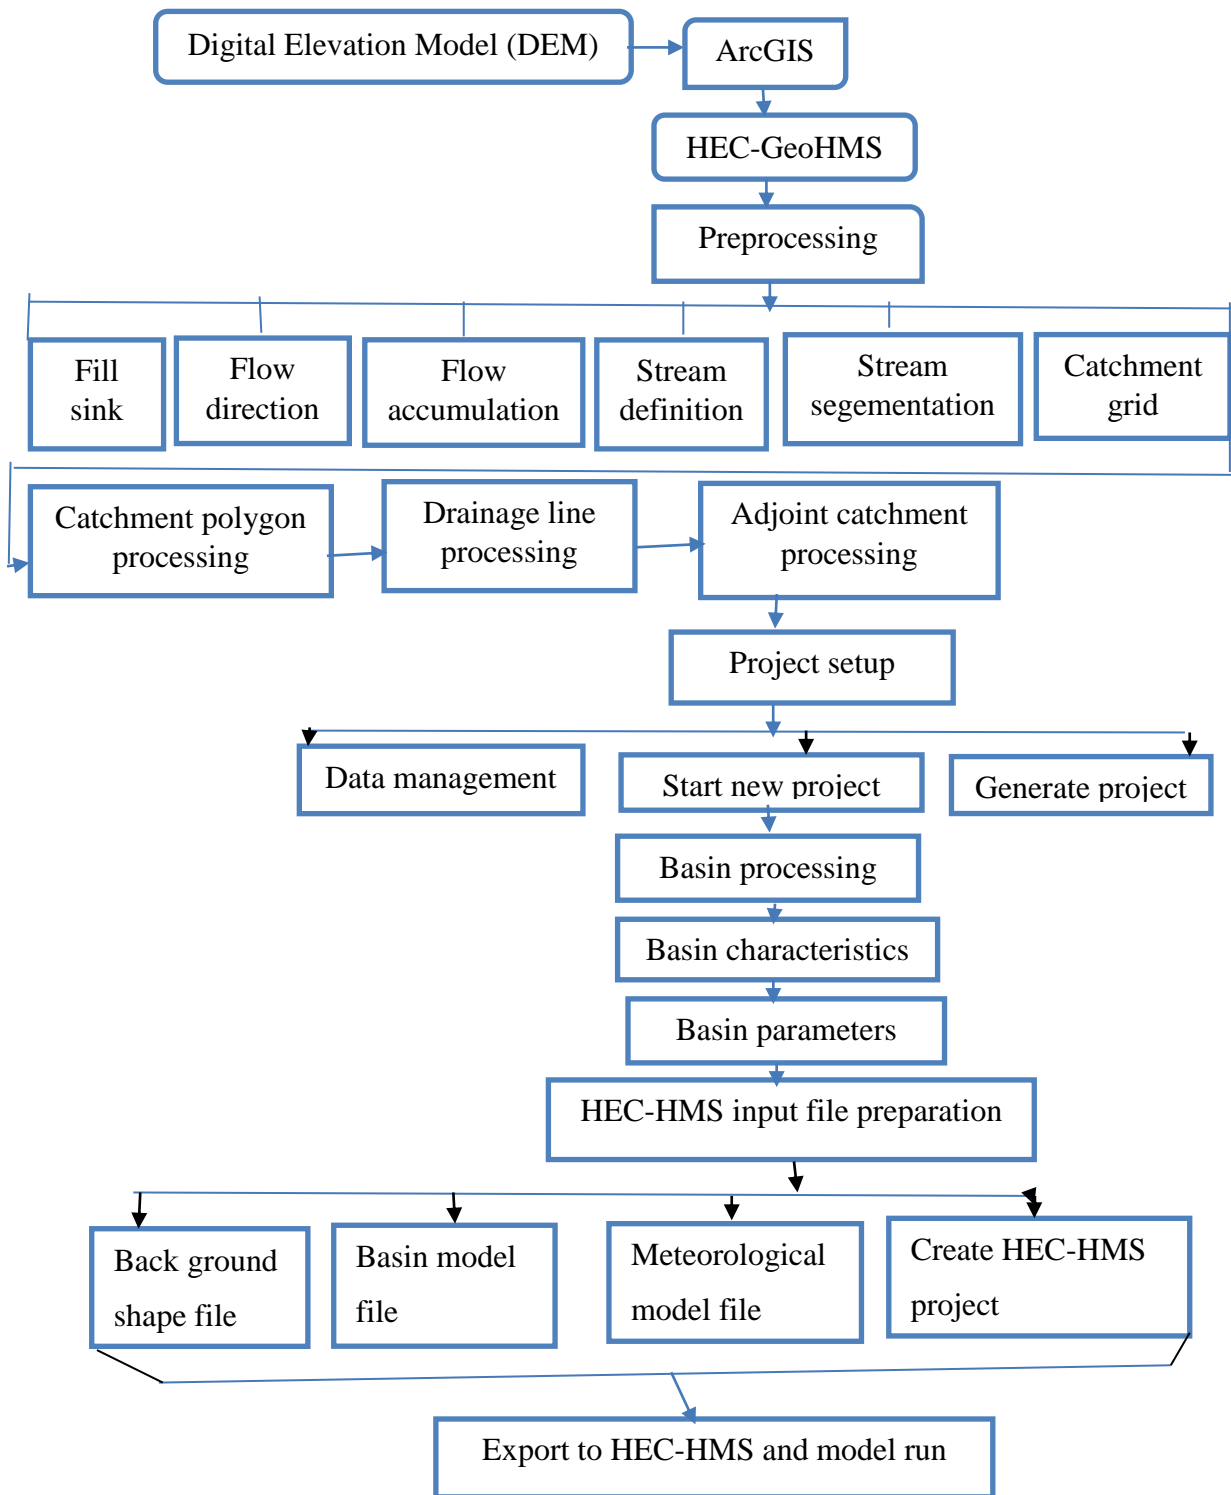 Digital Elevation Model (DEM)
ArcGIS
HEC-GeoHMS
Preprocessing
Fill
sink
Flow
direction
Flow
accumulation
Stream
definition
Stream
segementation
Catchment
grid
Catchment polygon
processing
Drainage line
processing
Adjoint catchment
processing
Project setup
Data management
Start new project
Generate project
Basin processing
Basin characteristics
Basin parameters
HEC-HMS input file preparation
Back ground
shape file
Basin model
file
Meteorological
model file
Create HEC-HMS
project
Export to HEC-HMS and model run